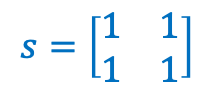 s = [1 1
1 1]